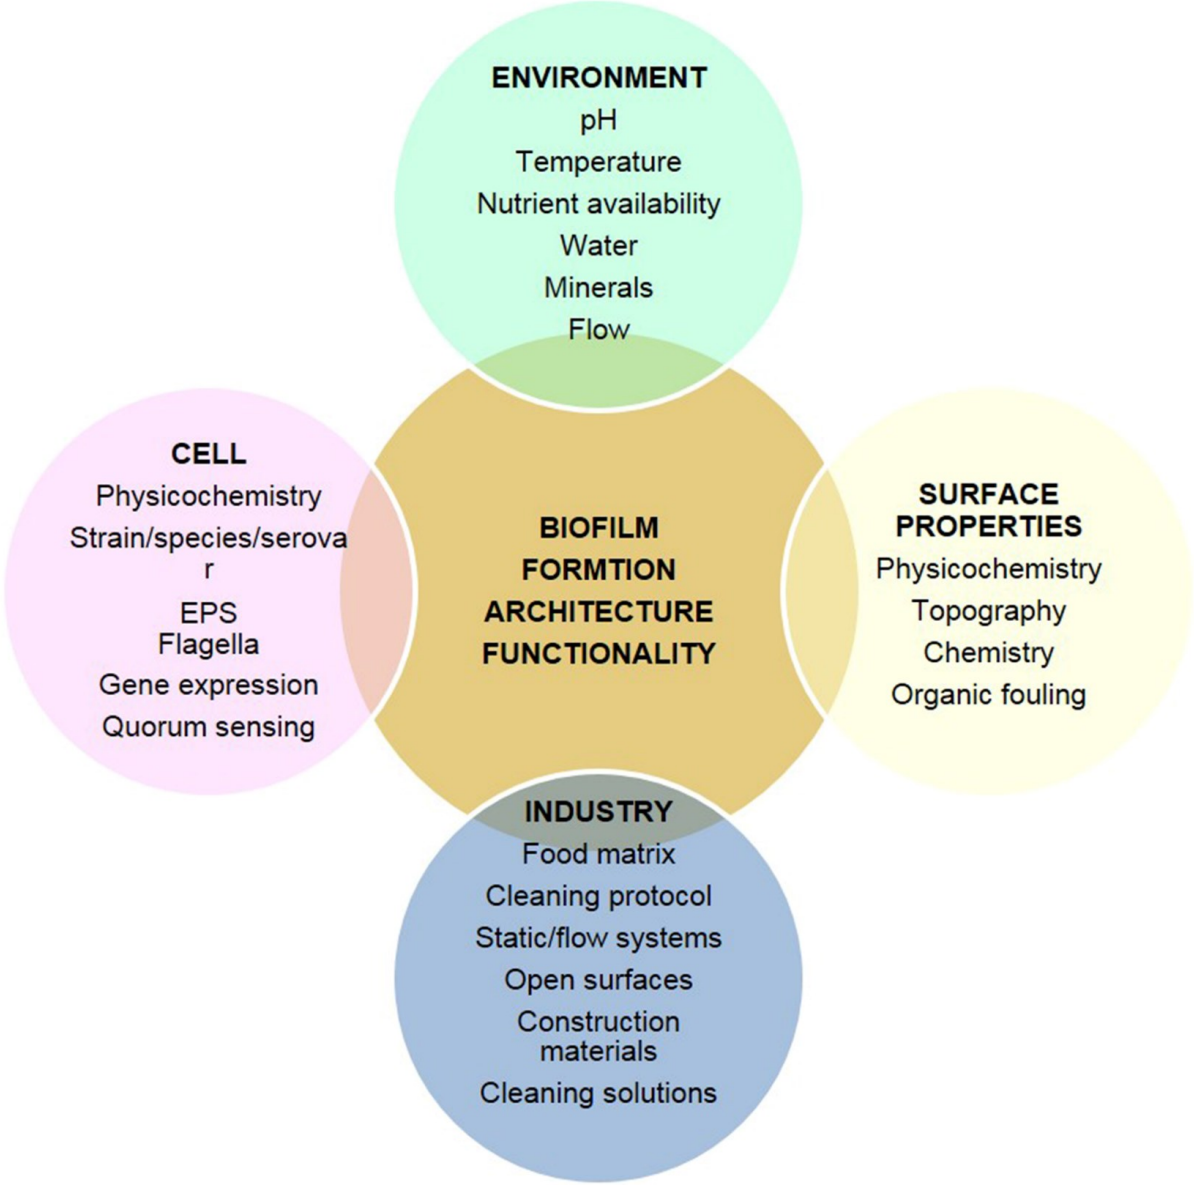 ENVIRONMENT
pH
Temperature
Nutrient availability
Water
Minerals
Flow
CELL
Physicochemistry
Strain/species/serova
r
EPS
Flagella
Gene expression
Quorum sensing
BIOFILM
FORMTION
ARCHITECTURE
FUNCTIONALITY
SURFACE
PROPERTIES
Physicochemistry
Topography
Chemistry
Organic fouling
INDUSTRY
Food matrix
Cleaning protocol
Static/flow systems
Open surfaces
Construction
materials
Cleaning solutions